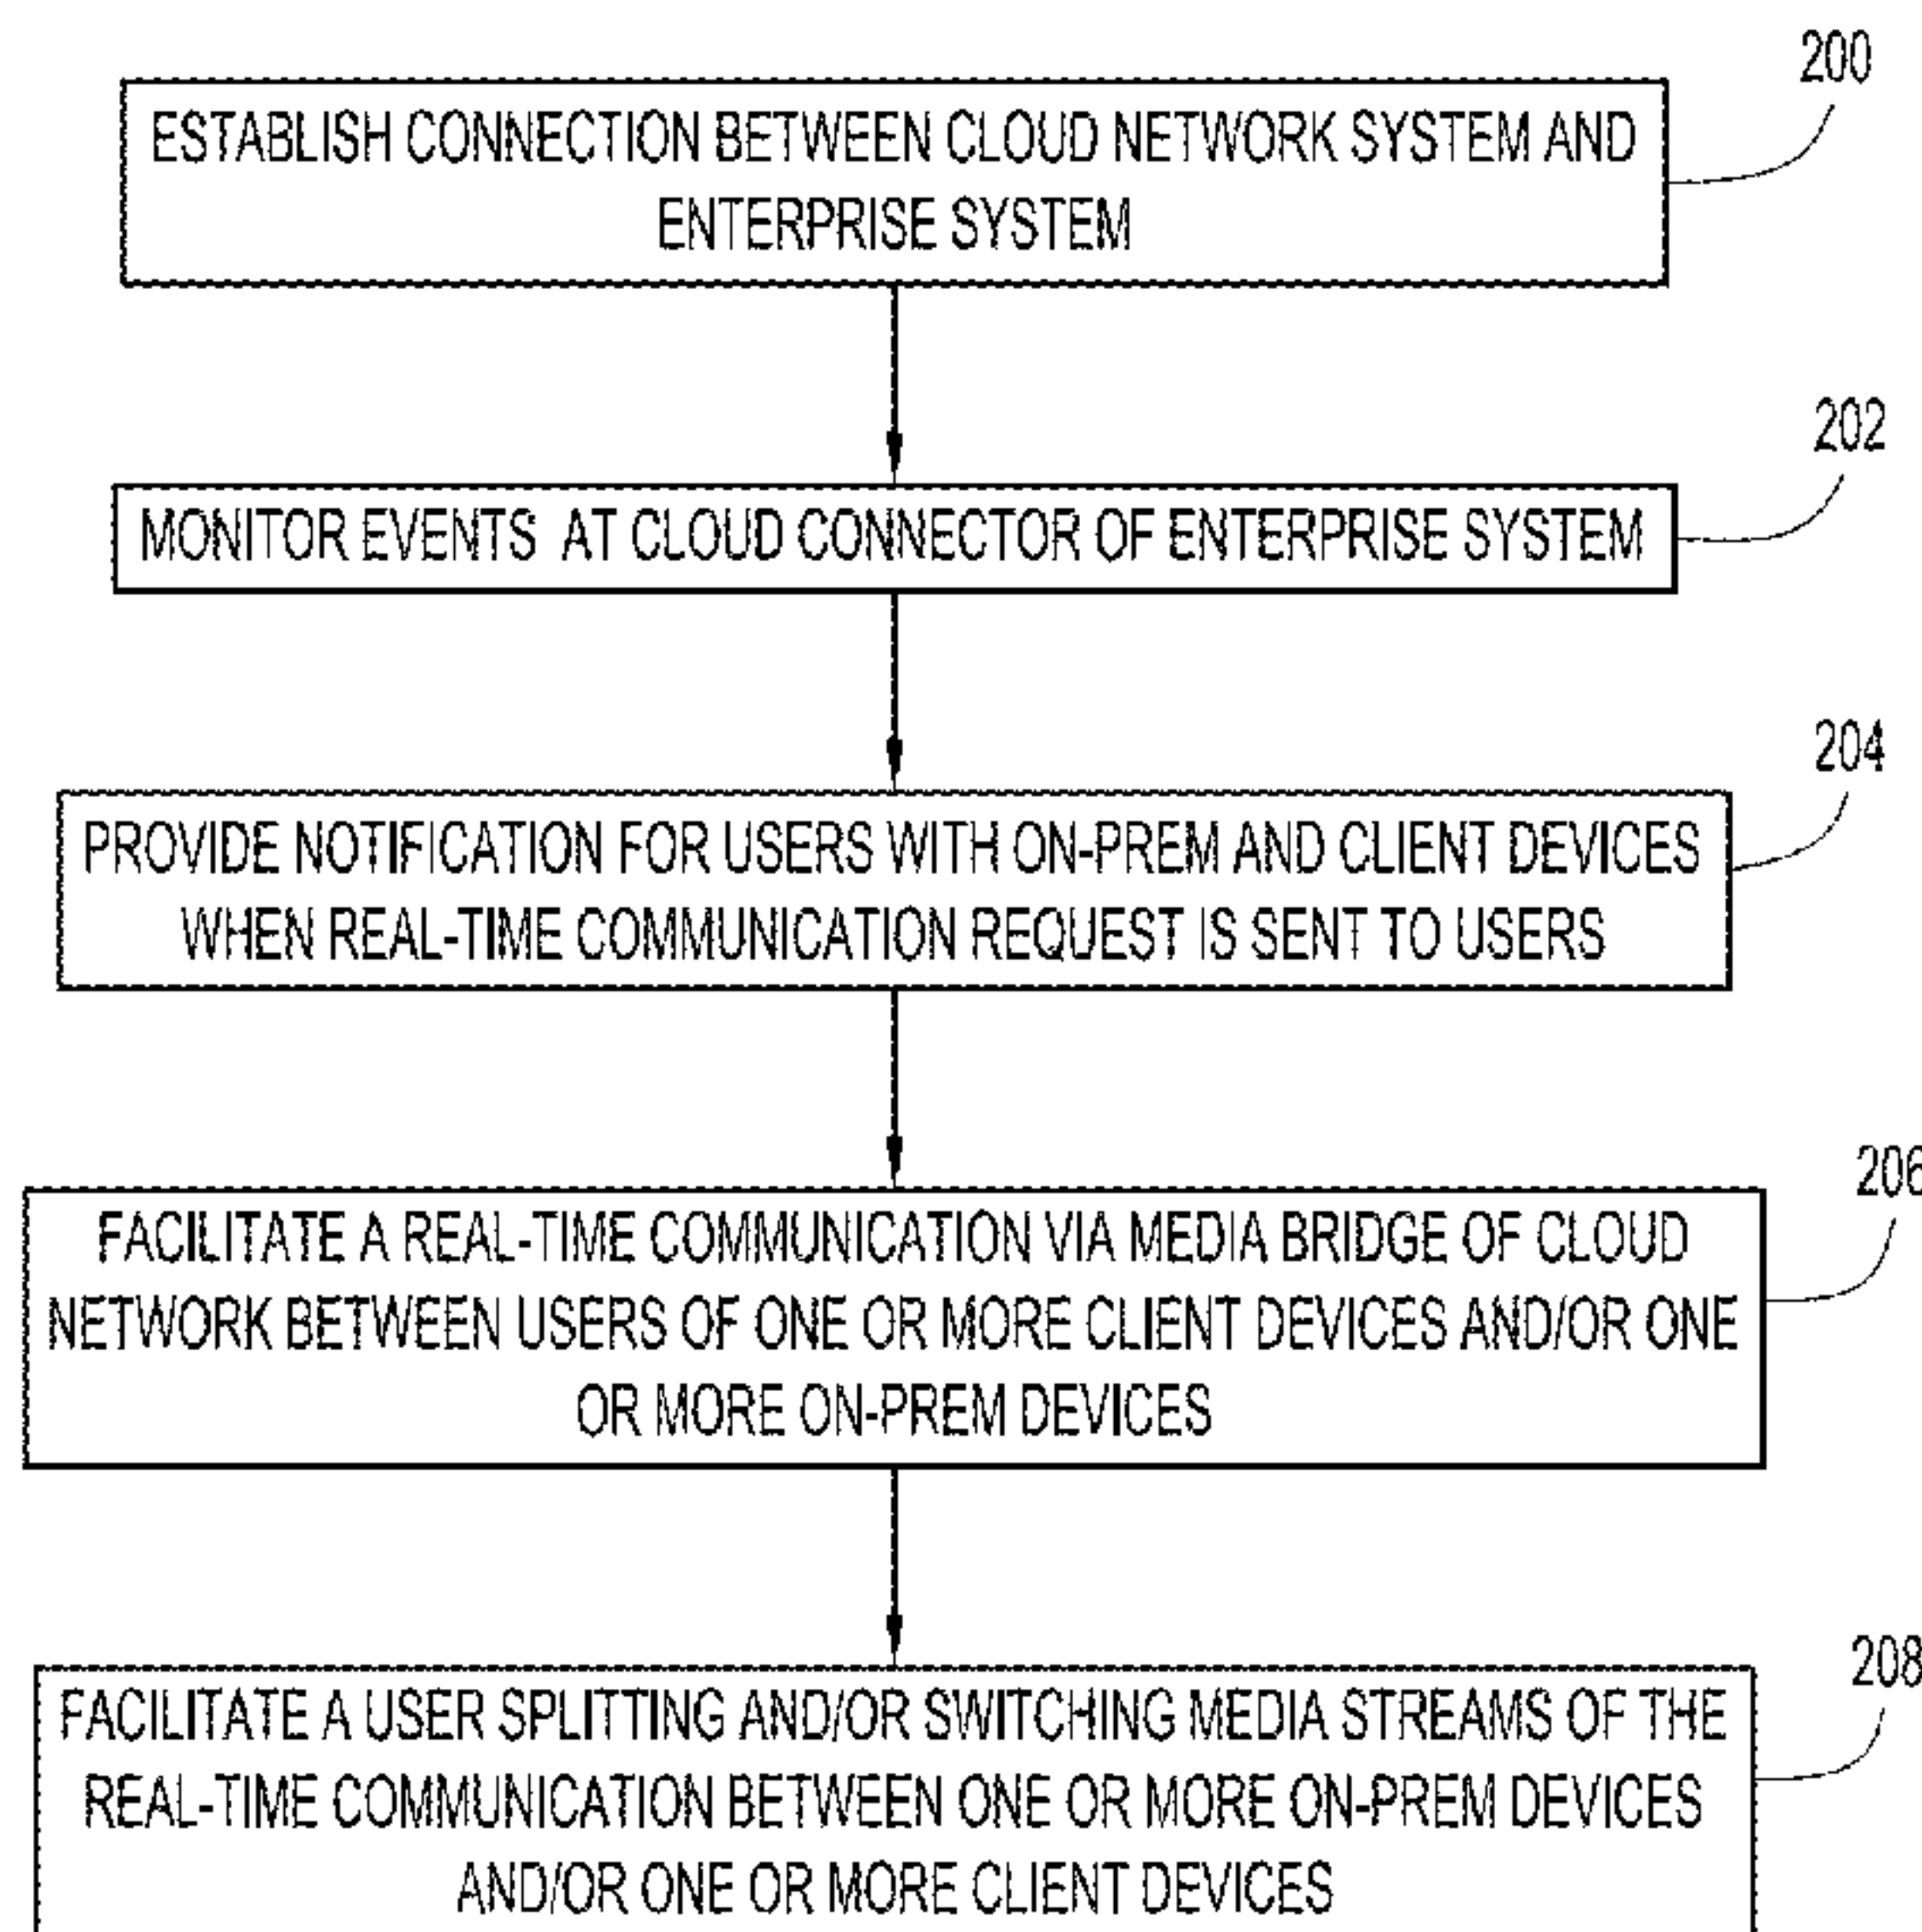 200
ESTABLISH CONNECTION BETWEEN CLOUD NETWORK SYSTEM AND
ENTERPRISE SYSTEM
202
MONITOR EVENTS AT CLOUD CONNECTOR OF ENTERPRISE SYSTEM
204
PROVIDE NOTIFICATION FOR USERS WITH ON-PREM AND CLIENT DEVICES
WHEN REAL-TIME COMMUNICATION REQUEST IS SENT TO USERS
206
FACILITATE A REAL-TIME COMMUNICATION VIA MEDIA BRIDGE OF CLOUD
NETWORK BETWEEN USERS OF ONE OR MORE CLIENT DEVICES AND/OR ONE
OR MORE ON-PREM DEVICES
208
FACILITATE A USER SPLITTING AND/OR SWITCHING MEDIA STREAMS OF THE
REAL-TIME COMMUNICATION BETWEEN ONE OR MORE ON-PREM DEVICES
AND/OR ONE OR MORE CLIENT DEVICES